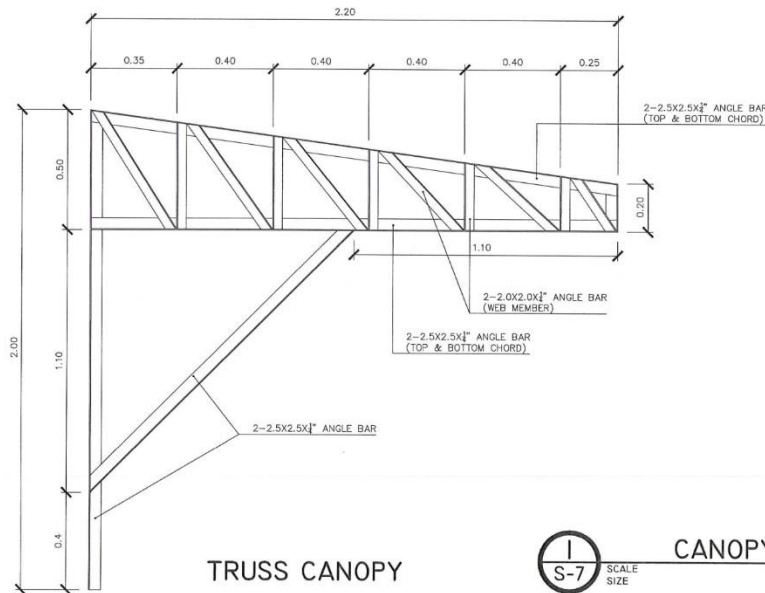 2.20
0.35 0.40 0.40 0.40 0.40 0.25
2-2.5X2.5X¼" ANGLE BAR
(TOP & BOTTOM CHORD)
0.50
0.20
1.10
2-2.0X2.0X¼" ANGLE BAR
(WEB MEMBER)
2-2.5X2.5X¼" ANGLE BAR
(TOP & BOTTOM CHORD)
2.00
1.10
2-2.5X2.5X¼" ANGLE BAR
0.4
TRUSS CANOPY
1
S-7
CANOPY
SCALE
SIZE